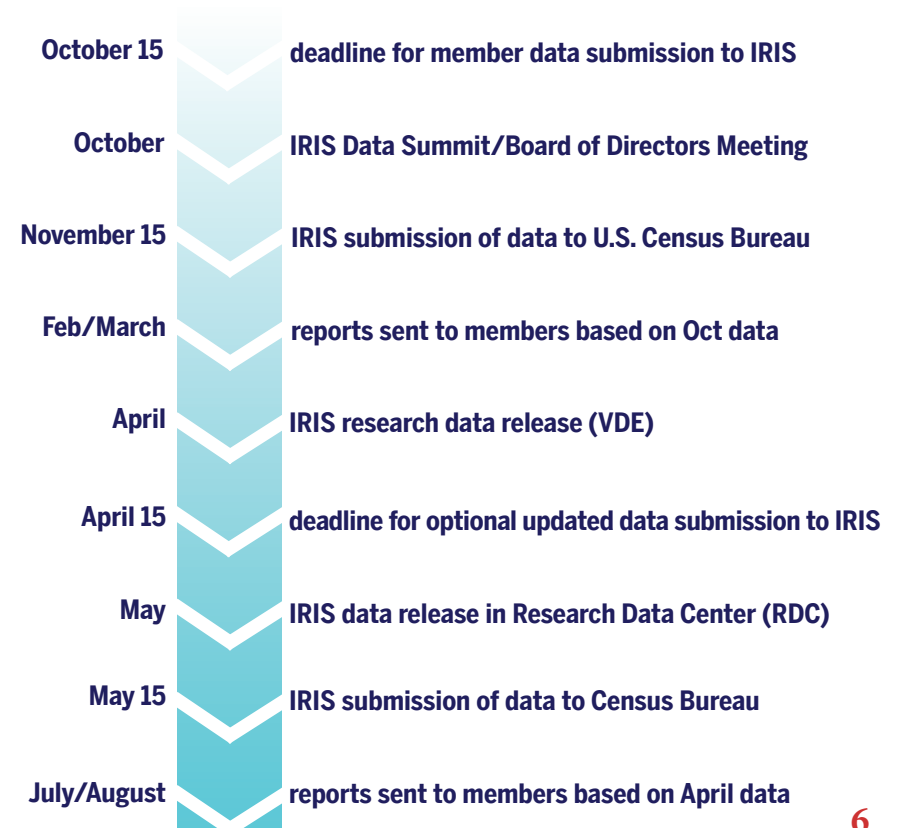 October 15 deadline for member data submission to IRIS
October IRIS Data Summit/Board of Directors Meeting
November 15 IRIS submission of data to U.S. Census Bureau
Feb/March reports sent to members based on Oct data
April IRIS research data release (VDE)
April 15 deadline for optional updated data submission to IRIS
May IRIS data release in Research Data Center (RDC)
May 15 IRIS submission of data to Census Bureau
July/August reports sent to members based on April data
6